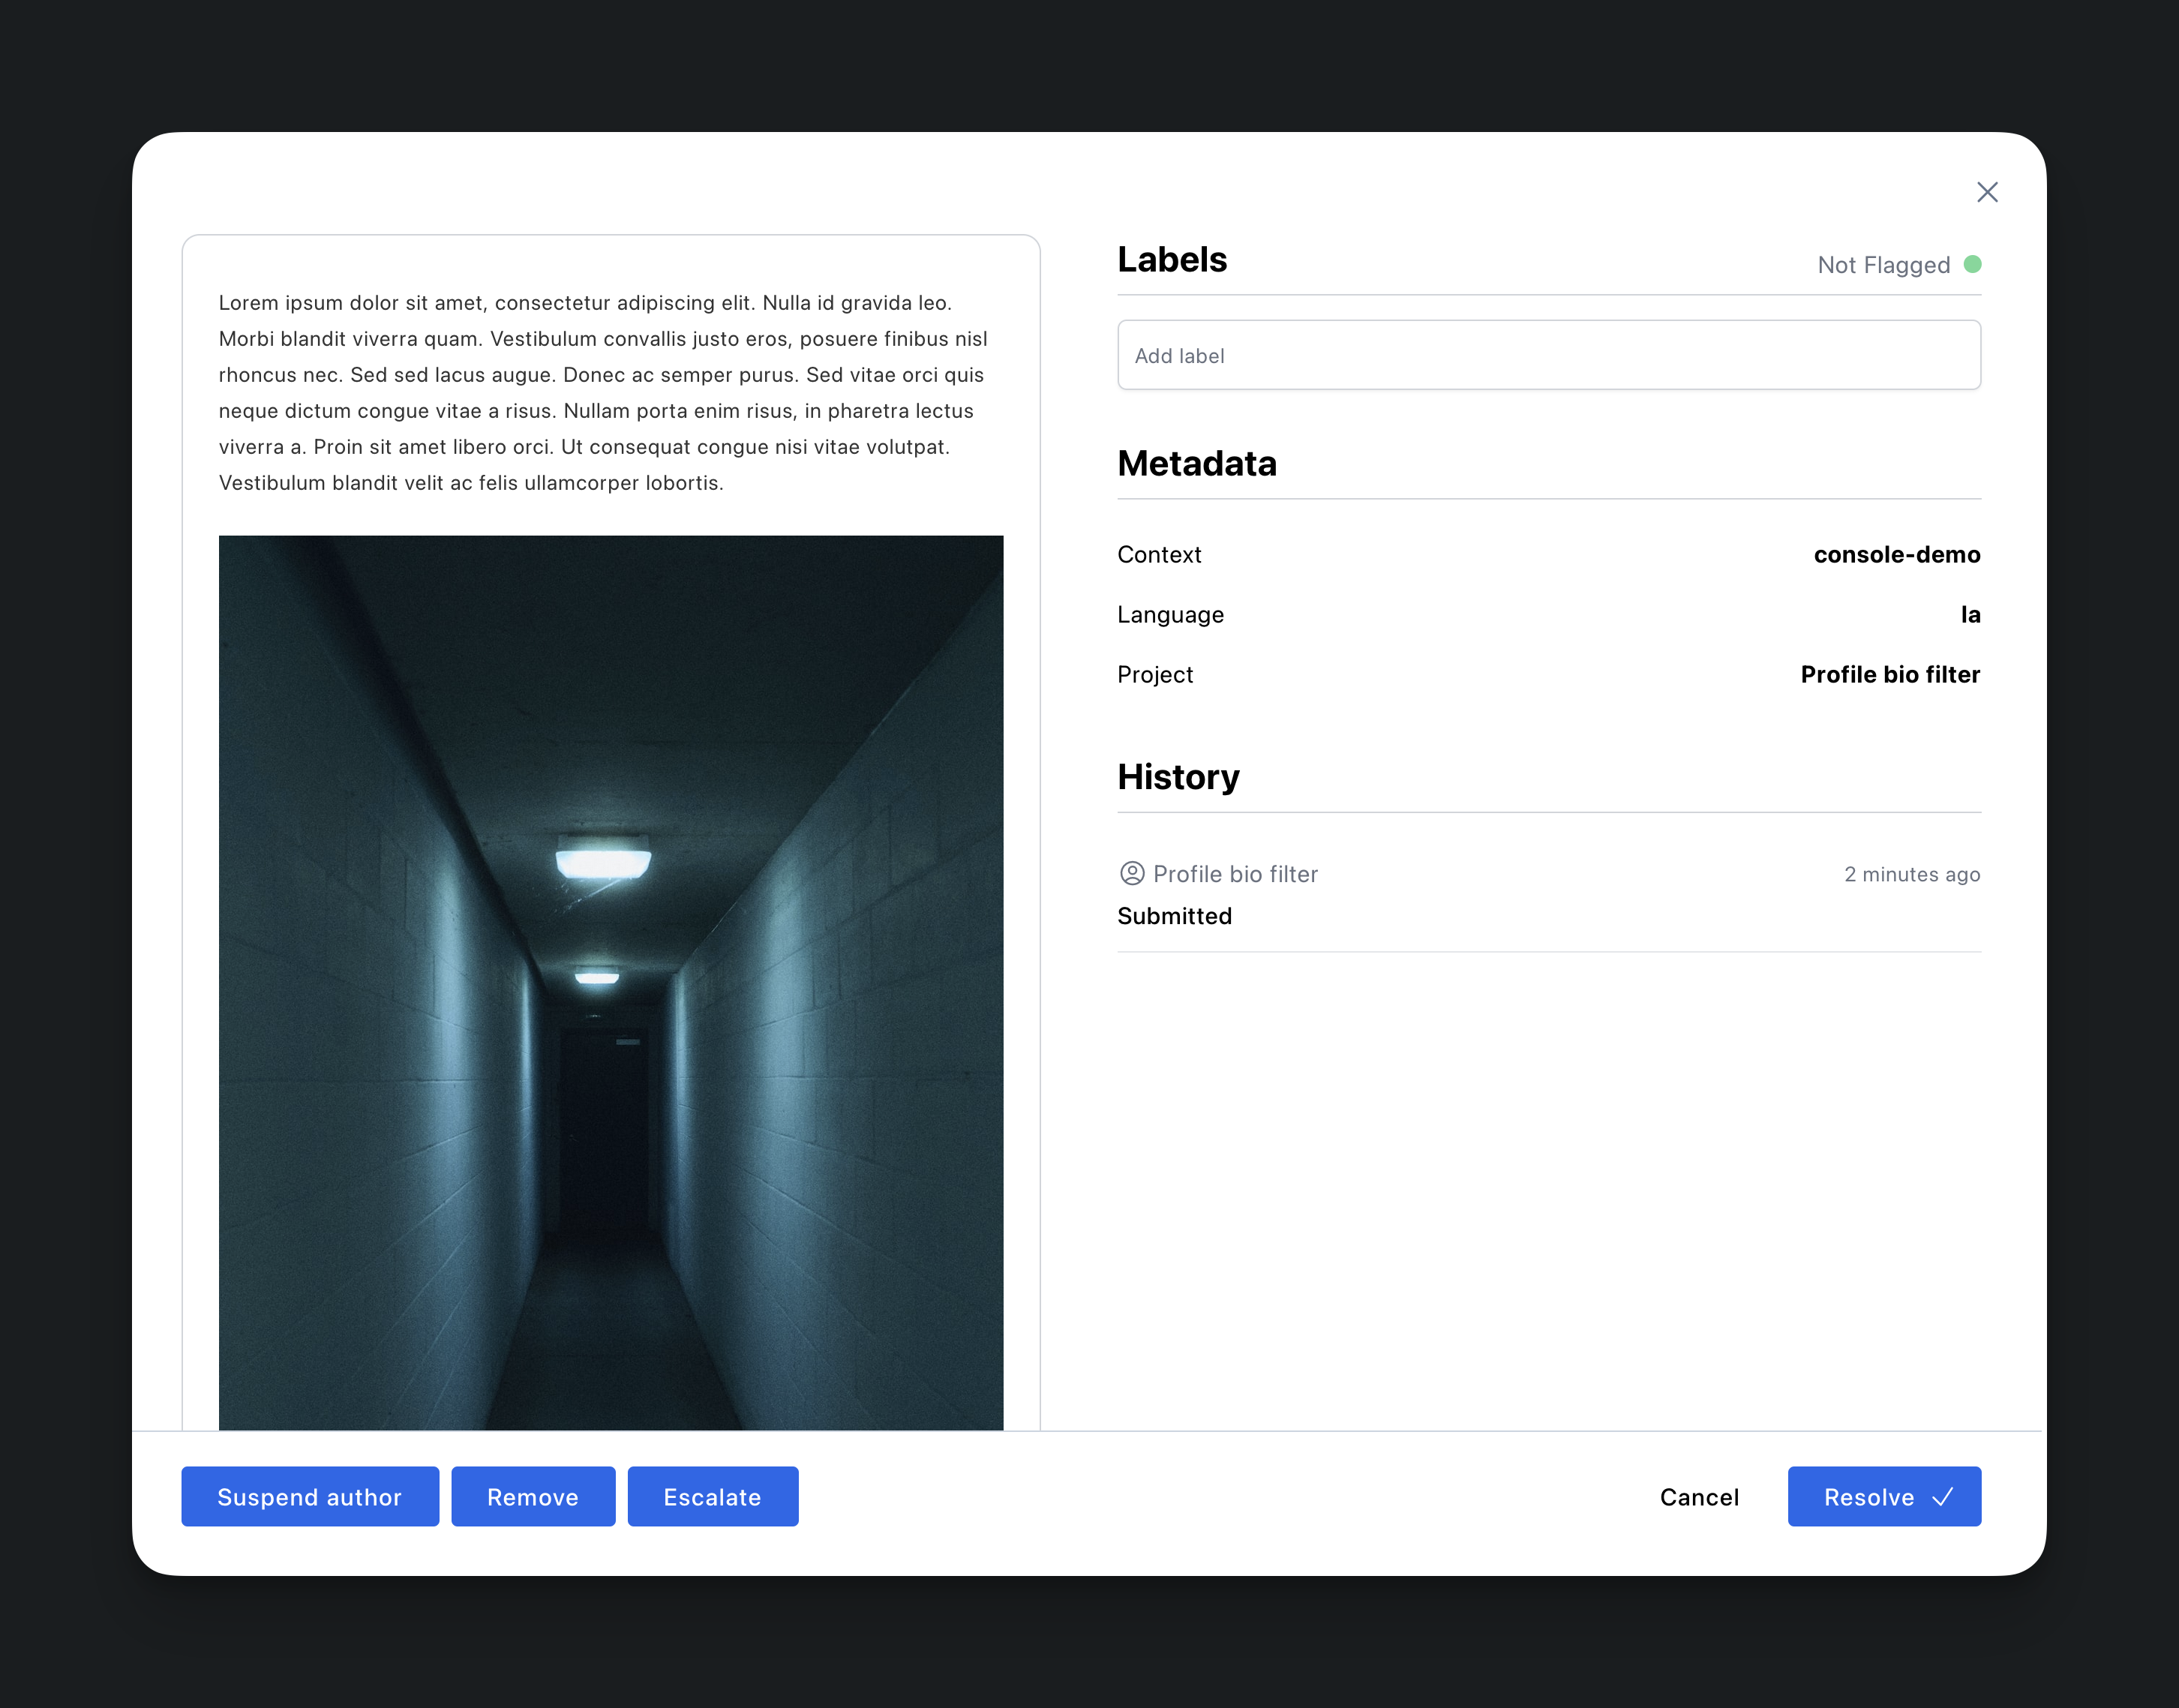 Lorem ipsum dolor sit amet, consectetur adipiscing elit. Nulla id gravida leo.
Morbi blandit viverra quam. Vestibulum convallis justo eros, posuere finibus nisl
rhoncus nec. Sed sed lacus augue. Donec ac semper purus. Sed vitae orci quis
neque dictum congue vitae a risus. Nullam porta enim risus, in pharetra lectus
viverra a. Proin sit amet libero orci. Ut consequat congue nisi vitae volutpat.
Vestibulum blandit velit ac felis ullamcorper lobortis.
Labels
Not Flagged
Add label
Metadata
Context console-demo
Language la
Project Profile bio filter
History
Profile bio filter 2 minutes ago
Submitted
Suspend author
Remove
Escalate
Cancel
Resolve